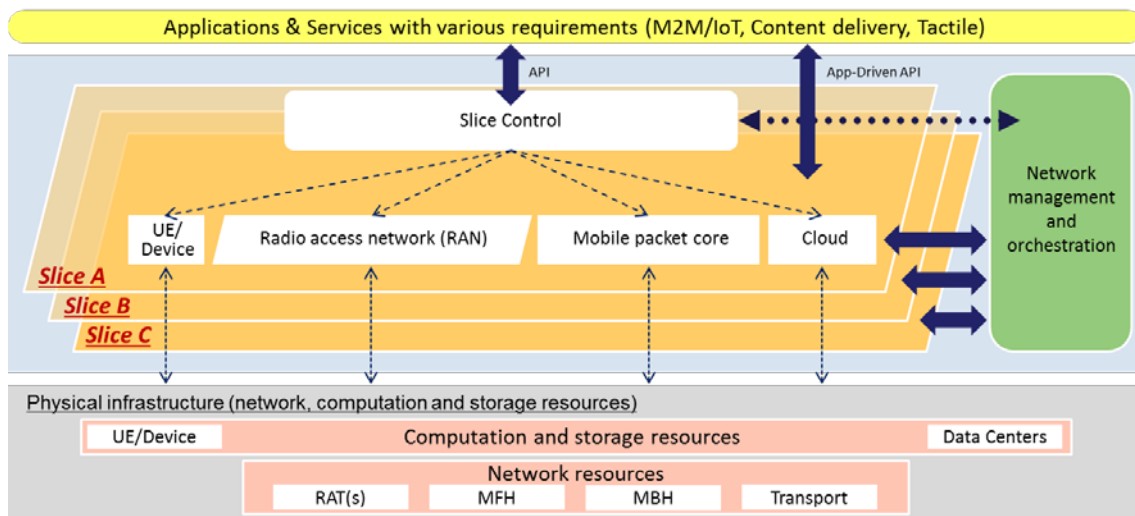 Applications & Services with various requirements (M2M/IoT, Content delivery, Tactile)
API
App-Driven API
Slice Control
Network
management
and
orchestration
UE/
Device
Radio access network (RAN)
Mobile packet core
Cloud
Slice A
Slice B
Slice C
Physical infrastructure (network, computation and storage resources)
UE/Device
Computation and storage resources
Data Centers
Network resources
RAT(s)
MFH
MBH
Transport